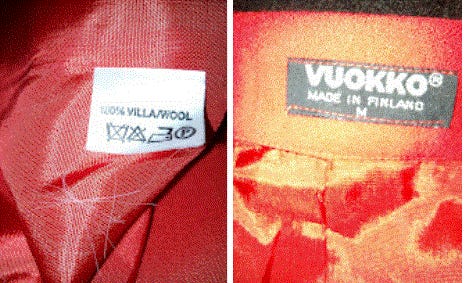 100% VILLA/WOOL
P
VUOKKO®
MADE IN FINLAND
M